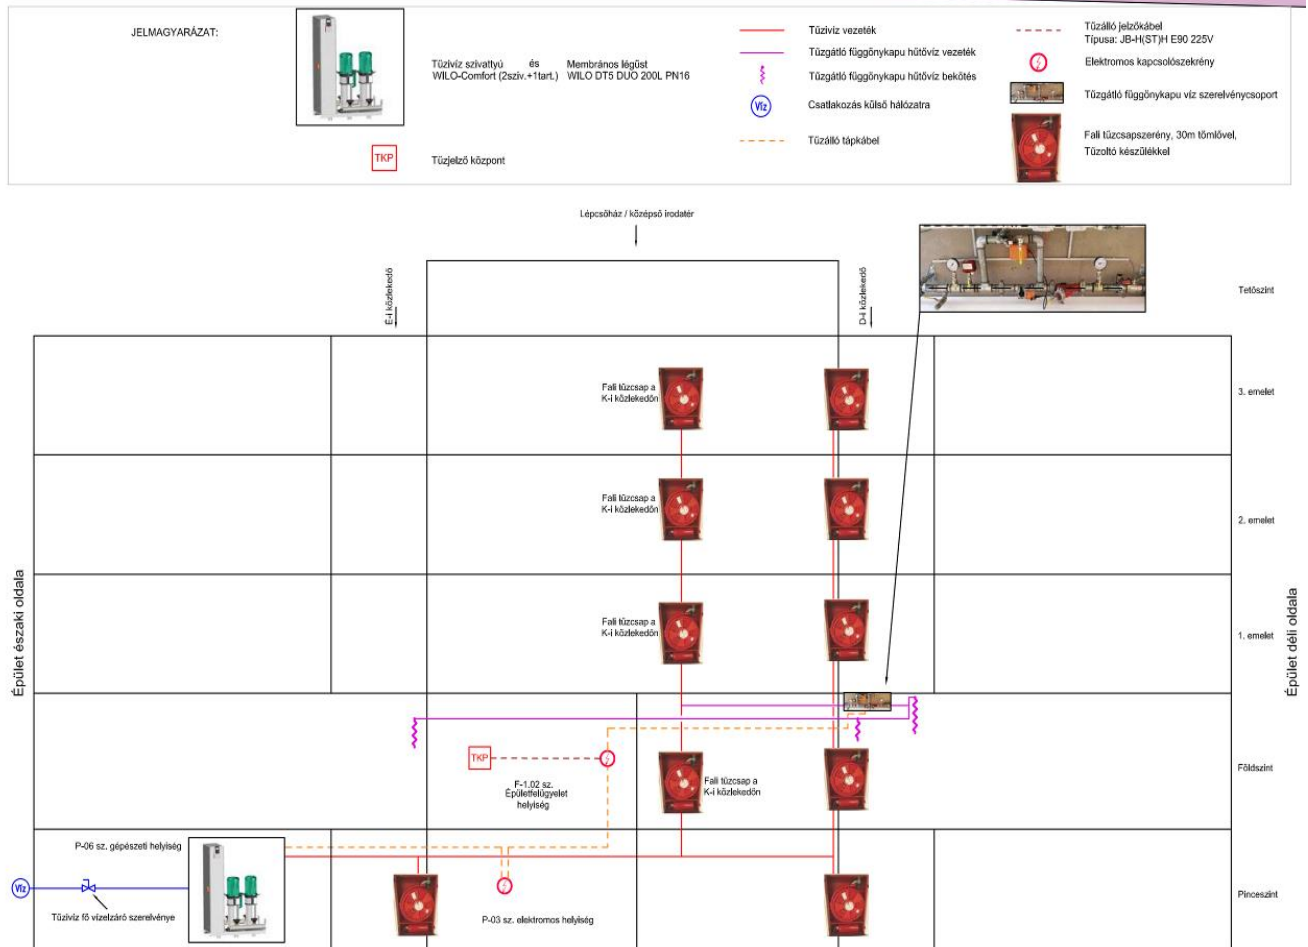 JELMAGYARÁZAT:
Tűzivíz szivattyú és Membrános légüst
WILO-Comfort (2szív.+1tart.) WILO DT5 DUO 200L PN16
TKP
Tűzjelző központ
Tűzivíz vezeték
Tűzgátló függönykapu hűtővíz vezeték
Tűzgátló függönykapu hűtővíz bekötés
Víz
Csatlakozás külső hálózatra
Tűzálló tápkábel
Tűzálló jelzőkábel
Típusa: JB-H(ST)H E90 225V
Elektromos kapcsolószekrény
Tűzgátló függönykapu víz szerelvénycsoport
Fali tűzcsapszerény, 30m tömlővel,
Tűzoltó készülékkel
Lépcsőház / középső irodatér
É-i közlekedő
D-i közlekedő
Tetőszint
Fali tűzcsap a
K-i közlekedőn
3. emelet
Fali tűzcsap a
K-i közlekedőn
2. emelet
Fali tűzcsap a
K-i közlekedőn
1. emelet
Épület északi oldala
Épület déli oldala
TKP
F-1.02 sz.
Épületfelügyelet
helyiség
Fali tűzcsap a
K-i közlekedőn
Földszint
P-06 sz. gépészeti helyiség
Víz
Tűzivíz fő vízelzáró szerelvénye
P-03 sz. elektromos helyiség
Pinceszint